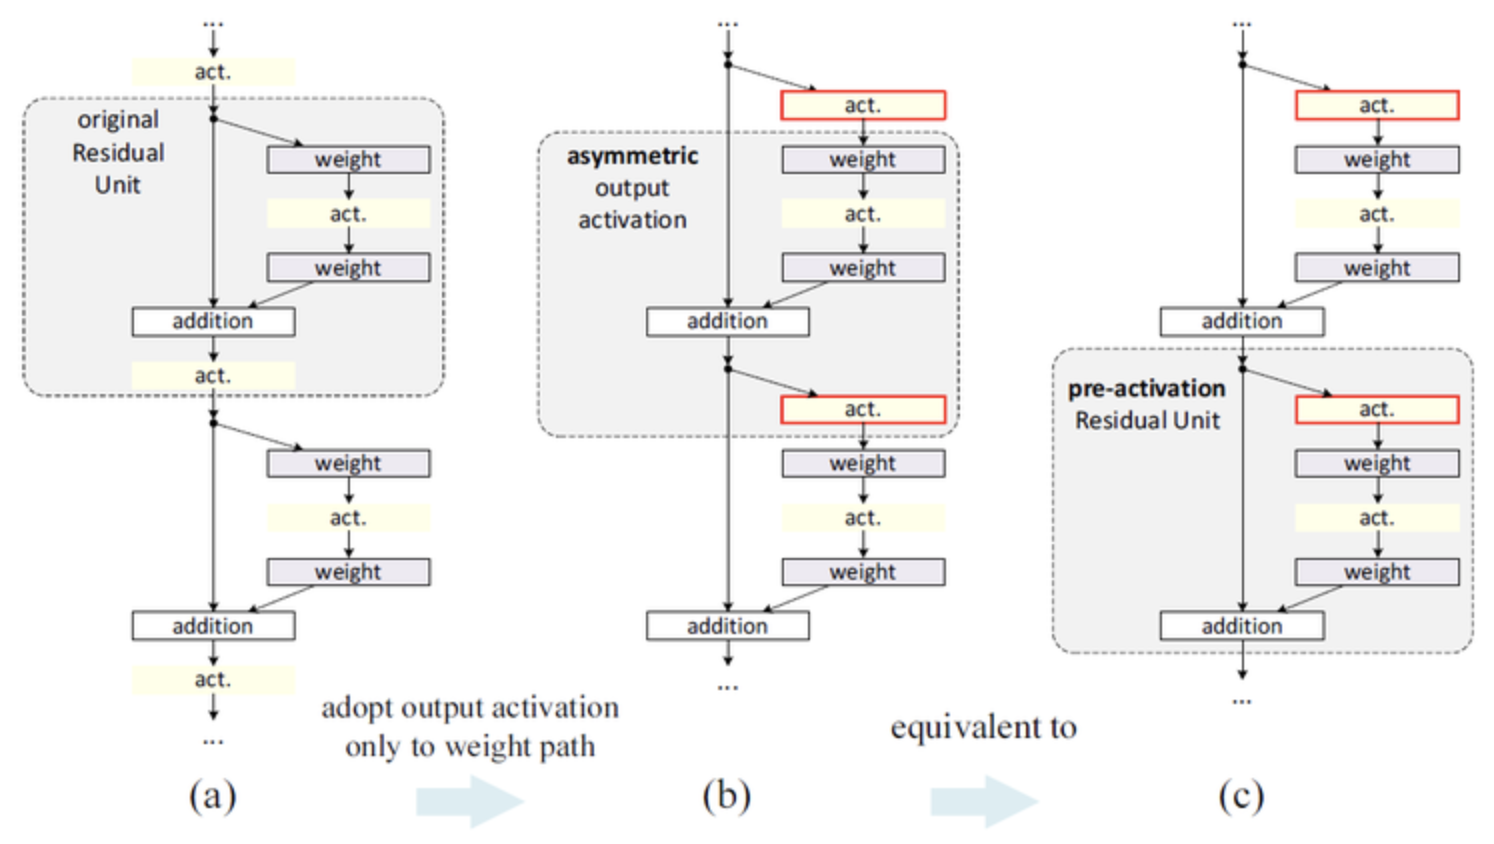 ...
act.
original
Residual
Unit
weight
act.
weight
addition
act.
weight
act.
weight
addition
act.
...
adopt output activation
only to weight path
(a)
...
act.
asymmetric
output
activation
weight
act.
weight
addition
act.
weight
act.
weight
addition
...
equivalent to
(b)
...
act.
weight
act.
weight
addition
pre-activation
Residual Unit
act.
weight
act.
weight
addition
...
(c)